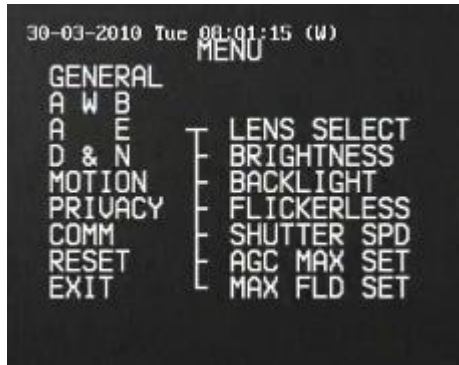 30-03-2010 Tue 08:01:15 (W)
MENU
GENERAL
A W B
A E LENS SELECT
D & N BRIGHTNESS
MOTION BACKLIGHT
PRIVACY FLICKERLESS
COMM SHUTTER SPD
RESET AGC MAX SET
EXIT MAX FLD SET